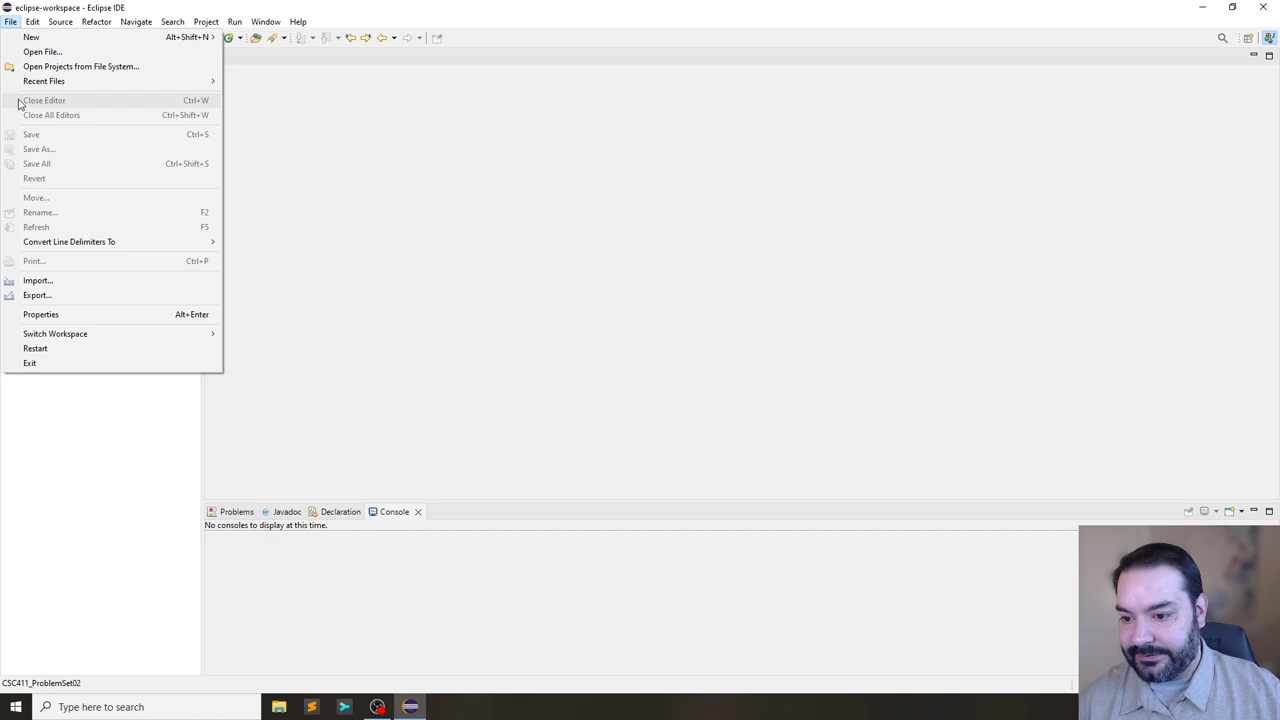 eclipse-workspace - Eclipse IDE
File Edit Source Refactor Navigate Search Project Run Window Help
New Alt+Shift+N
Open File...
Open Projects from File System...
Recent Files
Close Editor Ctrl+W
Close All Editors Ctrl+Shift+W
Save Ctrl+S
Save As...
Save All Ctrl+Shift+S
Revert
Move...
Rename... F2
Refresh F5
Convert Line Delimiters To
Print... Ctrl+P
Import...
Export...
Properties Alt+Enter
Switch Workspace
Restart
Exit
Problems Javadoc Declaration Console
No consoles to display at this time.
CSC411_ProblemSet02
Type here to search